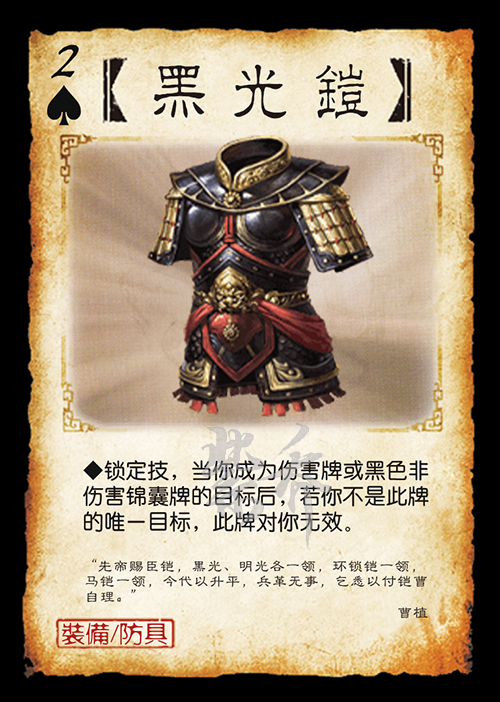 2
【黑光鎧】
◆锁定技，当你成为伤害牌或黑色非
伤害锦囊牌的目标后，若你不是此牌
的唯一目标，此牌对你无效。
“先帝赐臣铠，黑光、明光各一领，环锁铠一领，
马铠一领，今代以升平，兵革无事，乞悉以付铠曹
自理。”
曹植
裝備/防具